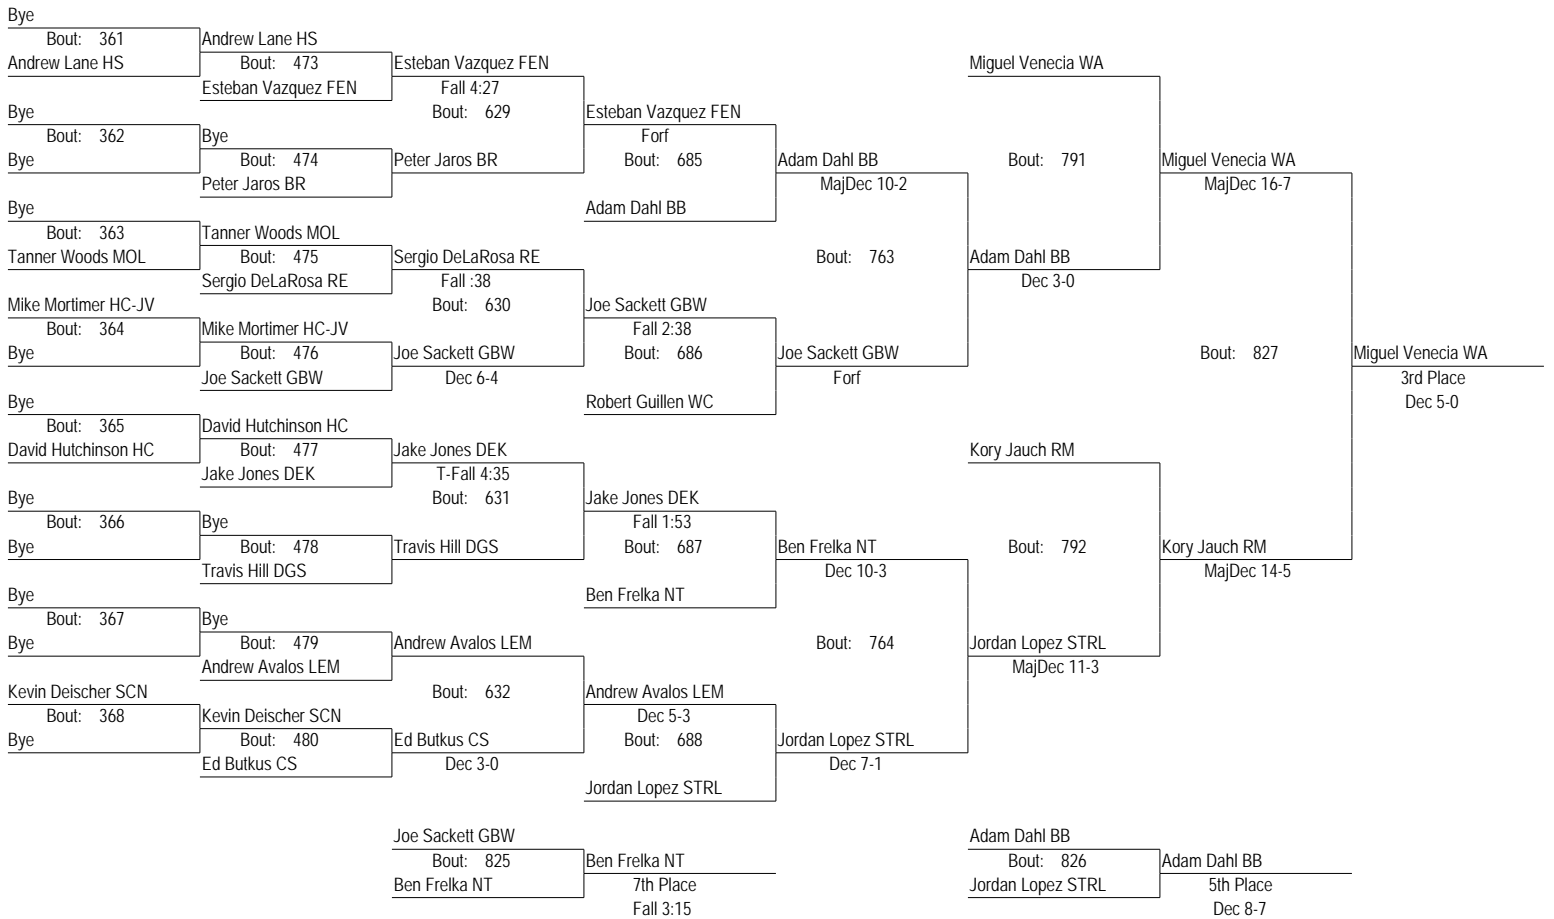 Bye
Bout: 361
Andrew Lane HS
Bye
Bout: 362
Bye
Bye
Bout: 363
Tanner Woods MOL
Mike Mortimer HC-JV
Bout: 364
Bye
Bye
Bout: 365
David Hutchinson HC
Bye
Bout: 366
Bye
Bye
Bout: 367
Bye
Kevin Deischer SCN
Bout: 368
Bye
Andrew Lane HS
Bout: 473
Esteban Vazquez FEN
Bye
Bout: 474
Peter Jaros BR
Tanner Woods MOL
Bout: 475
Sergio DeLaRosa RE
Mike Mortimer HC-JV
Bout: 476
Joe Sackett GBW
David Hutchinson HC
Bout: 477
Jake Jones DEK
Bye
Bout: 478
Travis Hill DGS
Bye
Bout: 479
Andrew Avalos LEM
Kevin Deischer SCN
Bout: 480
Ed Butkus CS
Esteban Vazquez FEN
Fall 4:27
Bout: 629
Peter Jaros BR
Sergio DeLaRosa RE
Fall :38
Bout: 630
Joe Sackett GBW
Dec 6-4
Jake Jones DEK
T-Fall 4:35
Bout: 631
Travis Hill DGS
Andrew Avalos LEM
Bout: 632
Ed Butkus CS
Dec 3-0
Esteban Vazquez FEN
Forf
Bout: 685
Adam Dahl BB
Joe Sackett GBW
Fall 2:38
Bout: 686
Robert Guillen WC
Jake Jones DEK
Fall 1:53
Bout: 687
Ben Frelka NT
Andrew Avalos LEM
Dec 5-3
Bout: 688
Jordan Lopez STRL
Adam Dahl BB
MajDec 10-2
Bout: 763
Joe Sackett GBW
Forf
Ben Frelka NT
Dec 10-3
Bout: 764
Jordan Lopez STRL
Dec 7-1
Miguel Venecia WA
Bout: 791
Adam Dahl BB
Dec 3-0
Kory Jauch RM
Bout: 792
Jordan Lopez STRL
MajDec 11-3
Miguel Venecia WA
MajDec 16-7
Bout: 827
Kory Jauch RM
MajDec 14-5
Miguel Venecia WA
3rd Place
Dec 5-0
Joe Sackett GBW
Bout: 825
Ben Frelka NT
Ben Frelka NT
7th Place
Fall 3:15
Adam Dahl BB
Bout: 826
Jordan Lopez STRL
Adam Dahl BB
5th Place
Dec 8-7